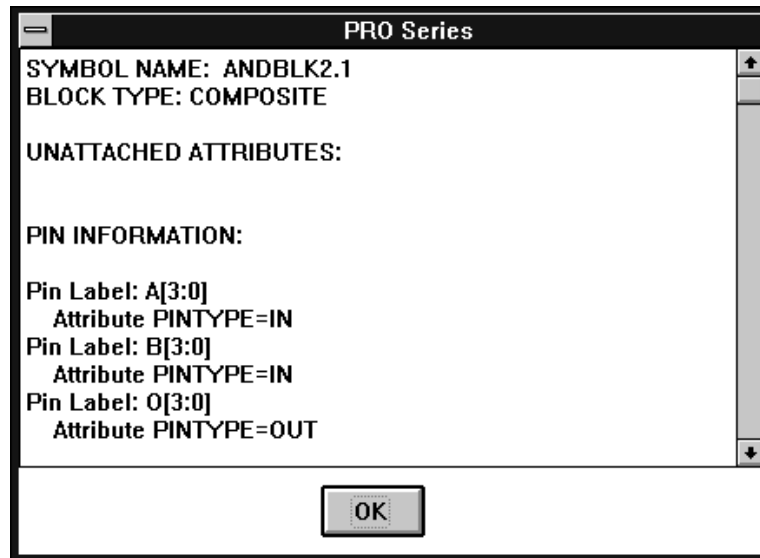 PRO Series
SYMBOL NAME: ANDBLK2.1
BLOCK TYPE: COMPOSITE
UNATTACHED ATTRIBUTES:
PIN INFORMATION:
Pin Label: A[3:0]
Attribute PINTYPE=IN
Pin Label: B[3:0]
Attribute PINTYPE=IN
Pin Label: O[3:0]
Attribute PINTYPE=OUT
OK